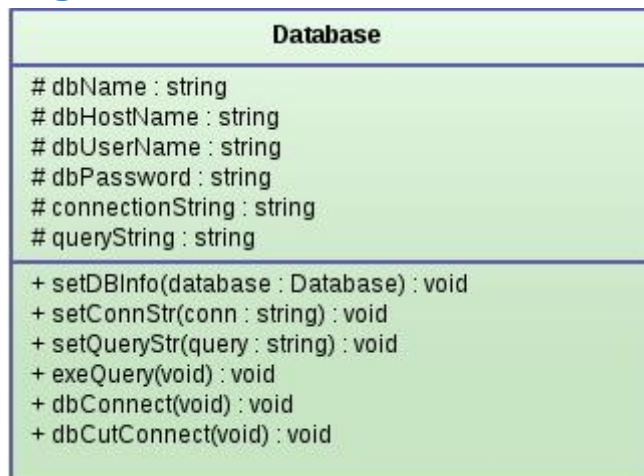 Database
# dbName : string
# dbHostName : string
# dbUserName : string
# dbPassword : string
# connectionString : string
# queryString : string
+ setDBInfo(database : Database) : void
+ setConnStr(conn : string) : void
+ setQueryStr(query : string) : void
+ exeQuery(void) : void
+ dbConnect(void) : void
+ dbCutConnect(void) : void